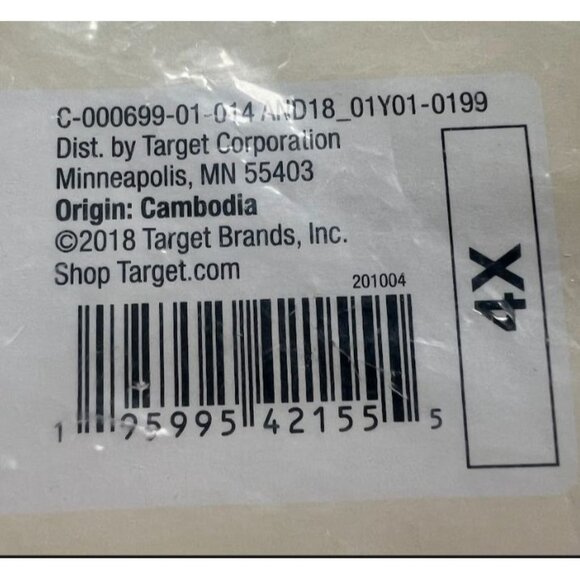 C-000699-01-014 AND18_01Y01-0199
Dist. by Target Corporation
Minneapolis, MN 55403
Origin: Cambodia
©2018 Target Brands, Inc.
Shop Target.com
201004
1 95995 42155 5
4X